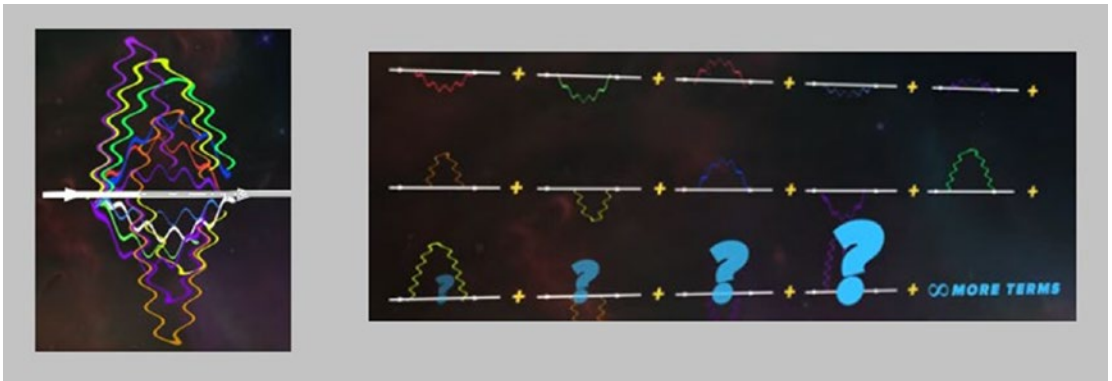 + + + + +
+ + + + +
? + ? + ? + ? + ∞ MORE TERMS